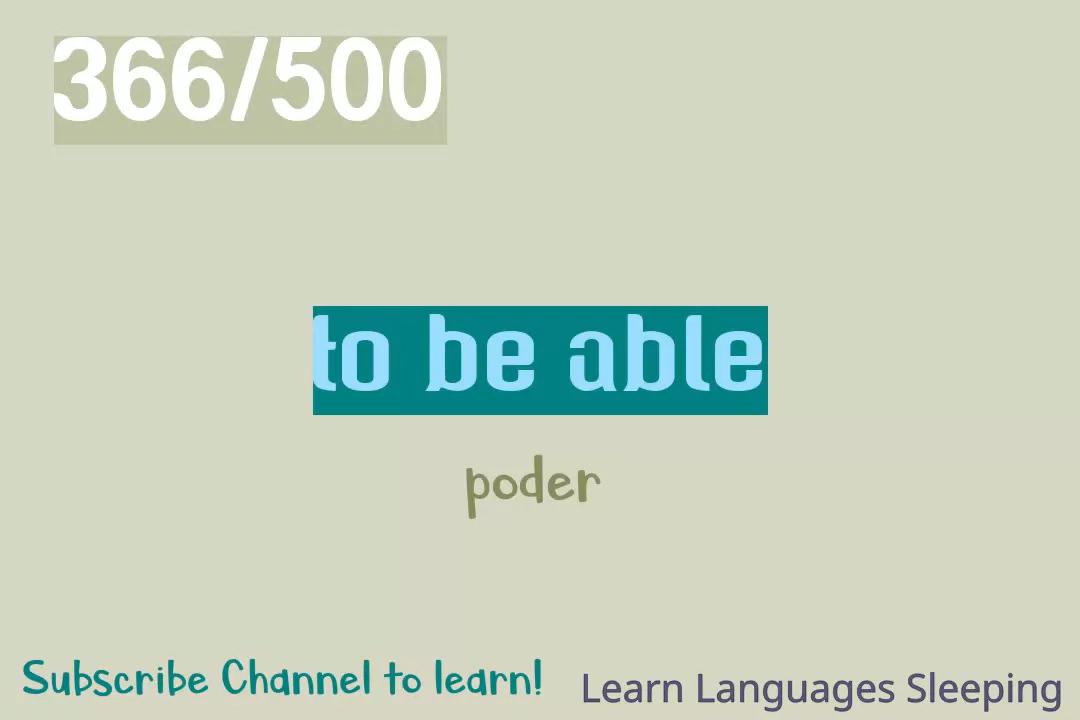 366/500
to be able
poder
Subscribe Channel to learn!
Learn Languages Sleeping